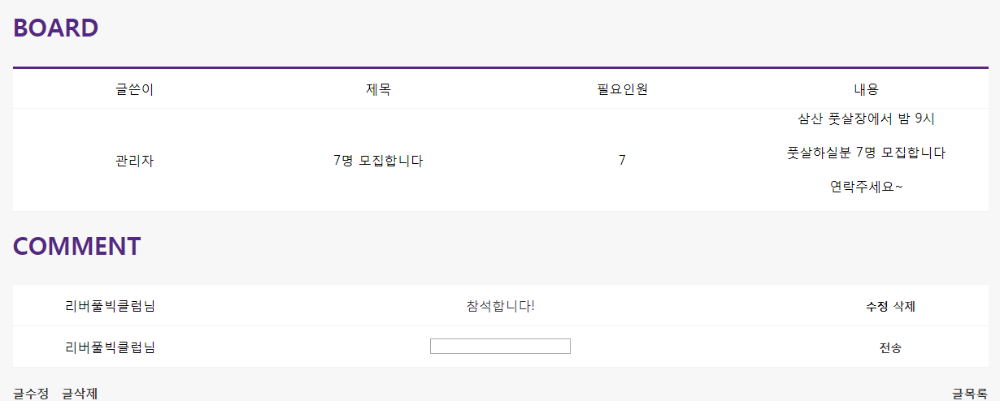 BOARD
글쓴이 제목 필요인원 내용
삼산 풋살장에서 밤 9시
관리자 7명 모집합니다 7 풋살하실분 7명 모집합니다
연락주세요~
COMMENT
리버풀빅클럽님 참석합니다! 수정 삭제
리버풀빅클럽님 전송
글수정 글삭제 글목록